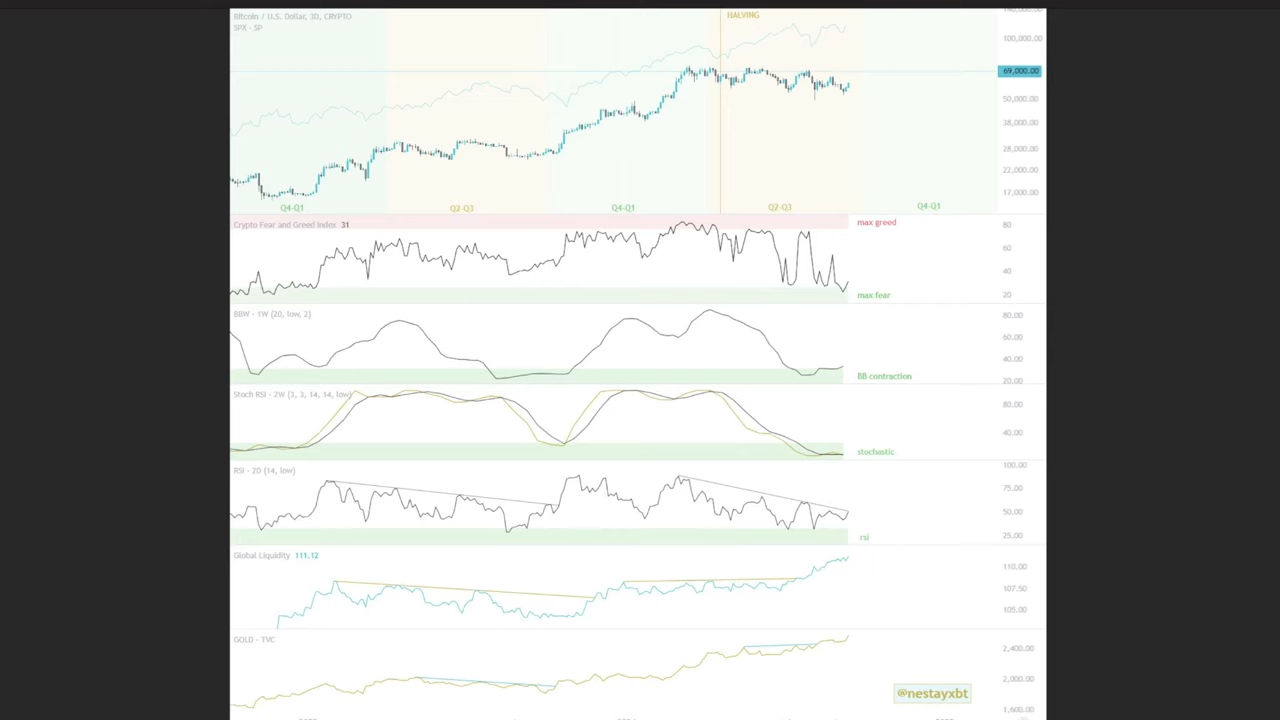 Bitcoin / U.S. Dollar, 3D, CRYPTO
SPX - SP
HALVING
140,000.00
100,000.00
69,000.00
50,000.00
38,000.00
28,000.00
22,000.00
17,000.00
Q4-Q1
Q2-Q3
Q4-Q1
Q2-Q3
Q4-Q1
Crypto Fear and Greed Index 31
max greed
80
60
40
20
max fear
BBW - 1W (20, low, 2)
80.00
60.00
40.00
20.00
BB contraction
Stoch RSI - 2W (3, 3, 14, 14, low)
80.00
40.00
stochastic
RSI - 2D (14, low)
100.00
75.00
50.00
25.00
rsi
Global Liquidity 111.12
110.00
107.50
105.00
GOLD - TVC
2,400.00
2,000.00
1,600.00
@nestayxbt